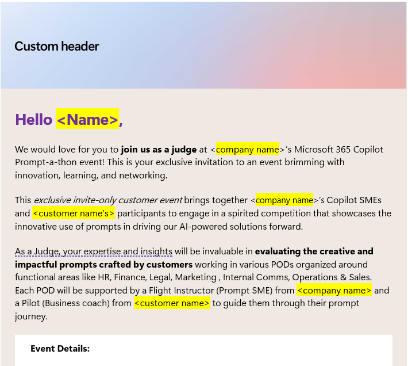 Custom header
Hello <Name>,
We would love for you to join us as a judge at <company name>'s Microsoft 365 Copilot
Prompt-a-thon event! This is your exclusive invitation to an event brimming with
innovation, learning, and networking.
This exclusive invite-only customer event brings together <company name>'s Copilot SMEs
and <customer name's> participants to engage in a spirited competition that showcases the
innovative use of prompts in driving our AI-powered solutions forward.
As a Judge, your expertise and insights will be invaluable in evaluating the creative and
impactful prompts crafted by customers working in various PODs organized around
functional areas like HR, Finance, Legal, Marketing , Internal Comms, Operations & Sales.
Each POD will be supported by a Flight Instructor (Prompt SME) from <company name> and
a Pilot (Business coach) from <customer name> to guide them through their prompt
journey.
Event Details: